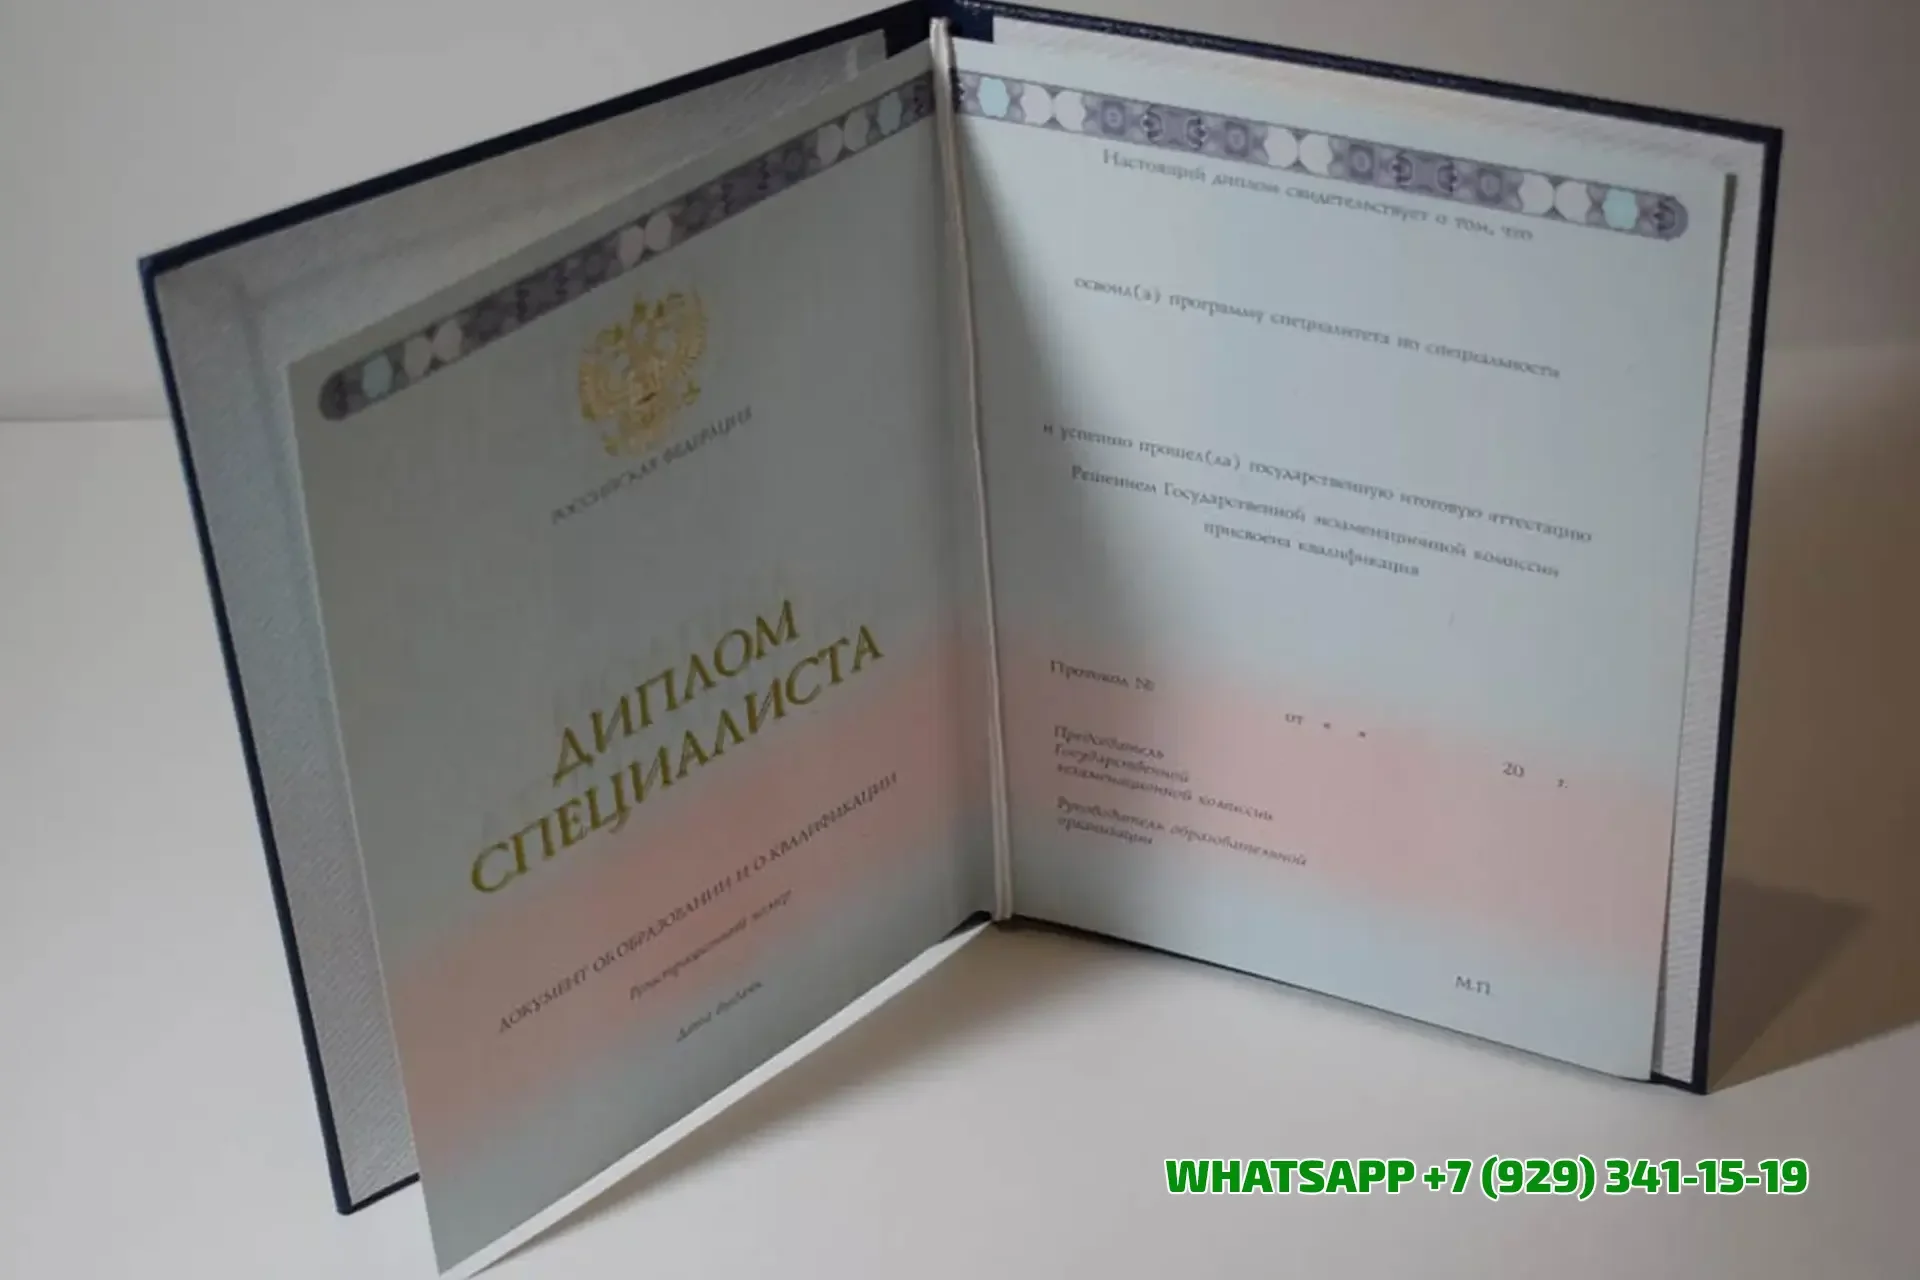 РОССИЙСКАЯ ФЕДЕРАЦИЯ
ДИПЛОМ
СПЕЦИАЛИСТА
ДОКУМЕНТ ОБ ОБРАЗОВАНИИ И О КВАЛИФИКАЦИИ
Регистрационный номер
Дата выдачи
Настоящий диплом свидетельствует о том, что
освоил(а) программу специалитета по специальности
и успешно прошел(ла) государственную итоговую аттестацию
Решением Государственной экзаменационной комиссии
присвоена квалификация
Протокол №
от « »
20 г.
Председатель
Государственной
экзаменационной комиссии
Руководитель образовательной
организации
М.П.
WHATSAPP +7 (929) 341-15-19